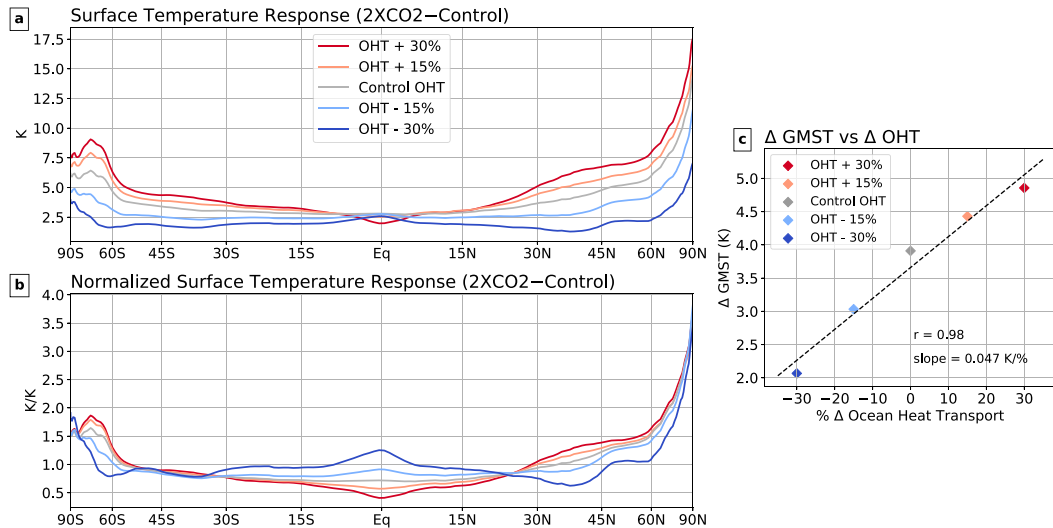 a
Surface Temperature Response (2XCO2−Control)
17.5
15.0
12.5
10.0
7.5
5.0
2.5
K
OHT + 30%
OHT + 15%
Control OHT
OHT - 15%
OHT - 30%
90S 60S 45S 30S 15S Eq 15N 30N 45N 60N 90N
b
Normalized Surface Temperature Response (2XCO2−Control)
4.0
3.5
3.0
2.5
2.0
1.5
1.0
0.5
K/K
90S 60S 45S 30S 15S Eq 15N 30N 45N 60N 90N
c
Δ GMST vs Δ OHT
OHT + 30%
OHT + 15%
Control OHT
OHT - 15%
OHT - 30%
5.0
4.5
4.0
3.5
3.0
2.5
2.0
Δ GMST (K)
r = 0.98
slope = 0.047 K/%
−30 −20 −10 0 10 20 30
% Δ Ocean Heat Transport